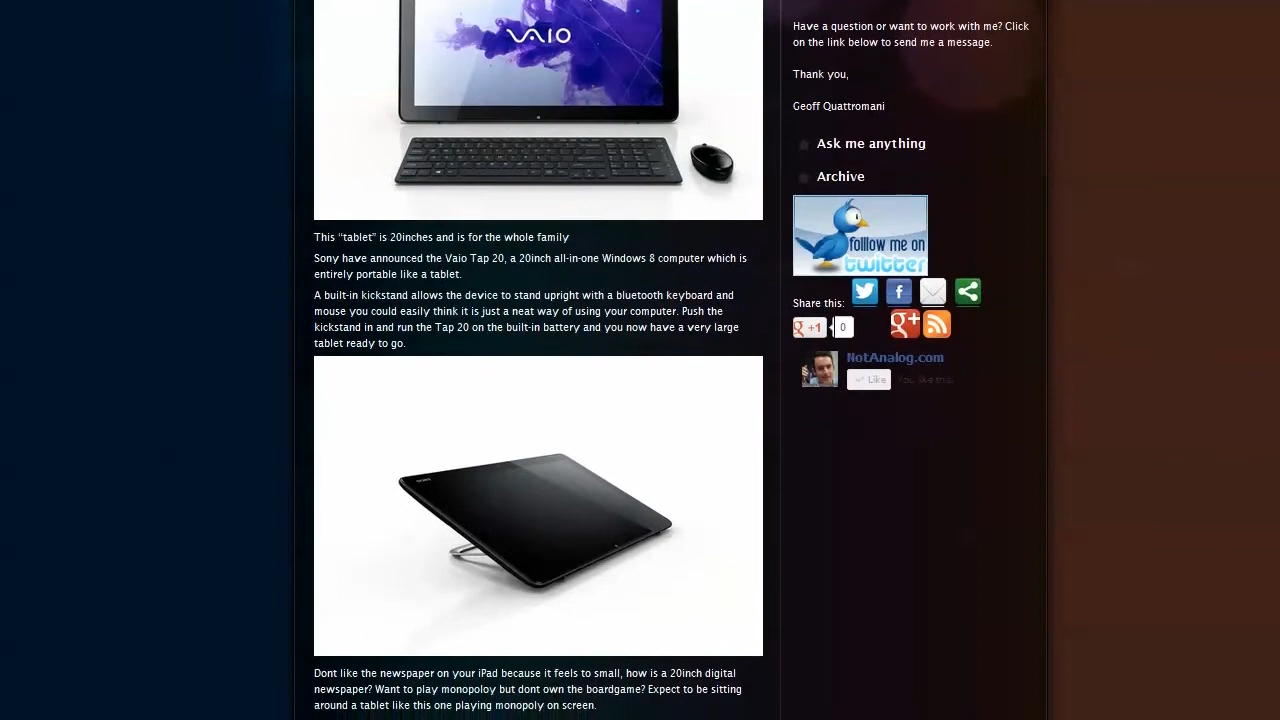 VAIO
This “tablet” is 20inches and is for the whole family
Sony have announced the Vaio Tap 20, a 20inch all-in-one Windows 8 computer which is
entirely portable like a tablet.
A built-in kickstand allows the device to stand upright with a bluetooth keyboard and
mouse you could easily think it is just a neat way of using your computer. Push the
kickstand in and run the Tap 20 on the built-in battery and you now have a very large
tablet ready to go.
SONY
Dont like the newspaper on your iPad because it feels to small, how is a 20inch digital
newspaper? Want to play monopoloy but dont own the boardgame? Expect to be sitting
around a tablet like this one playing monopoly on screen.
Have a question or want to work with me? Click
on the link below to send me a message.
Thank you,
Geoff Quattromani
Ask me anything
Archive
folllow me on
twitter
Share this:
g +1
0
g+
NotAnalog.com
Like
You like this.